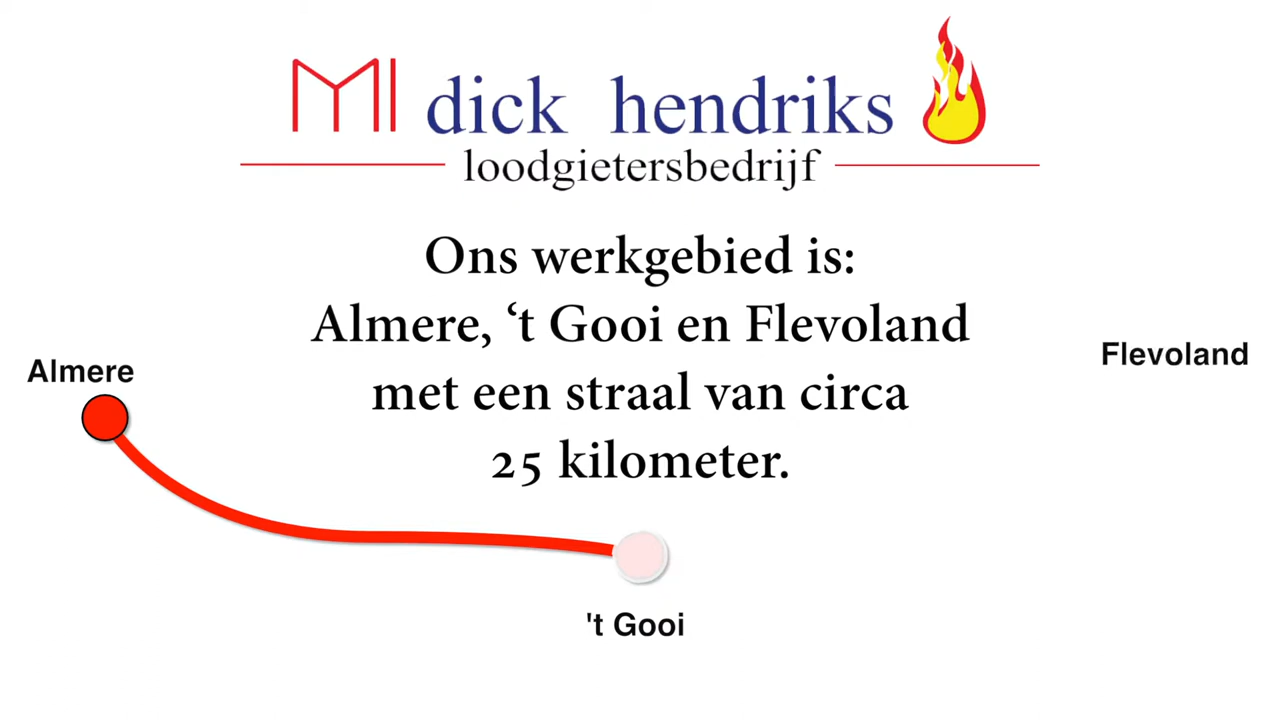 dick hendriks
loodgietersbedrijf
Ons werkgebied is:
Almere, ‘t Gooi en Flevoland
met een straal van circa
25 kilometer.
Almere
Flevoland
't Gooi